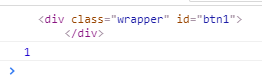 <div class="wrapper" id="btn1">
</div>
1
>